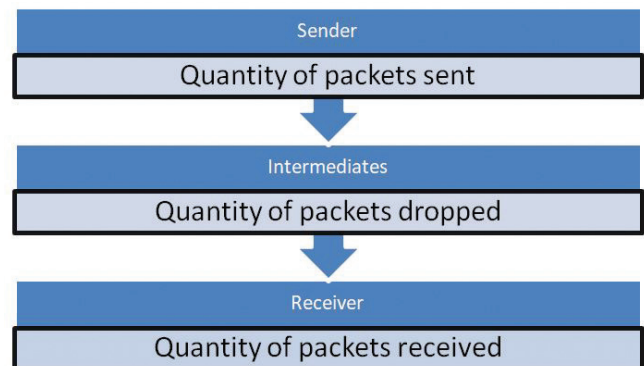 Sender
Quantity of packets sent
Intermediates
Quantity of packets dropped
Receiver
Quantity of packets received